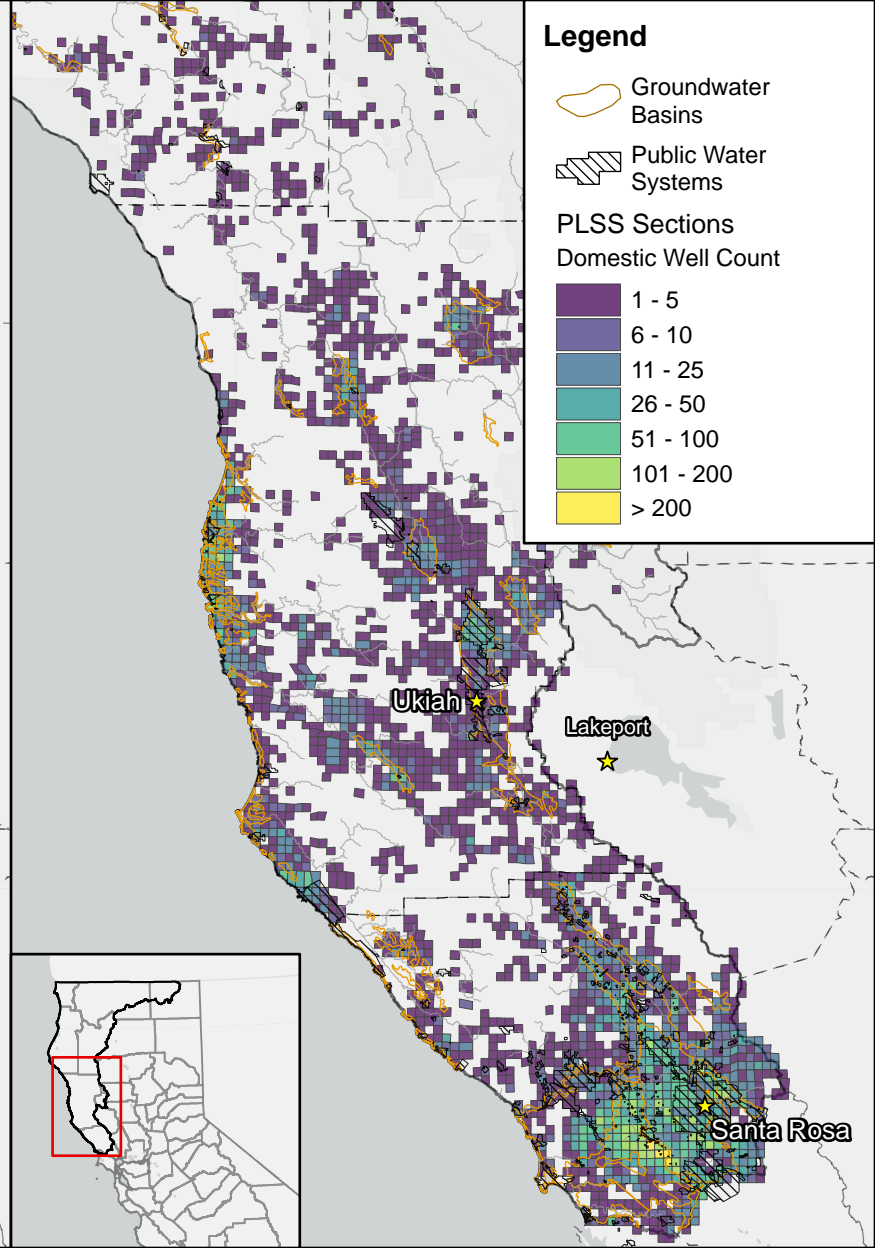 Legend
Groundwater
Basins
Public Water
Systems
PLSS Sections
Domestic Well Count
1 - 5
6 - 10
11 - 25
26 - 50
51 - 100
101 - 200
> 200
Ukiah
Lakeport
Santa Rosa